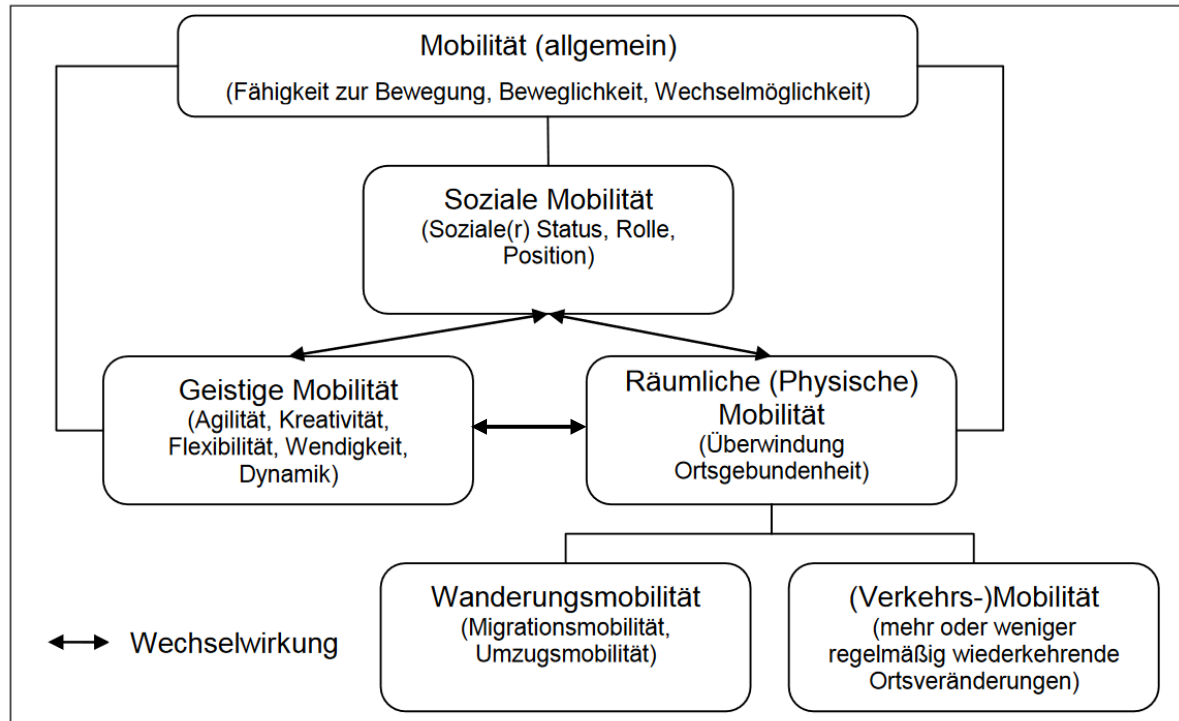 Mobilität (allgemein)
(Fähigkeit zur Bewegung, Beweglichkeit, Wechselmöglichkeit)
Soziale Mobilität
(Soziale(r) Status, Rolle,
Position)
Geistige Mobilität
(Agilität, Kreativität,
Flexibilität, Wendigkeit,
Dynamik)
Räumliche (Physische)
Mobilität
(Überwindung
Ortsgebundenheit)
Wanderungsmobilität
(Migrationsmobilität,
Umzugsmobilität)
(Verkehrs-)Mobilität
(mehr oder weniger
regelmäßig wiederkehrende
Ortsveränderungen)
Wechselwirkung